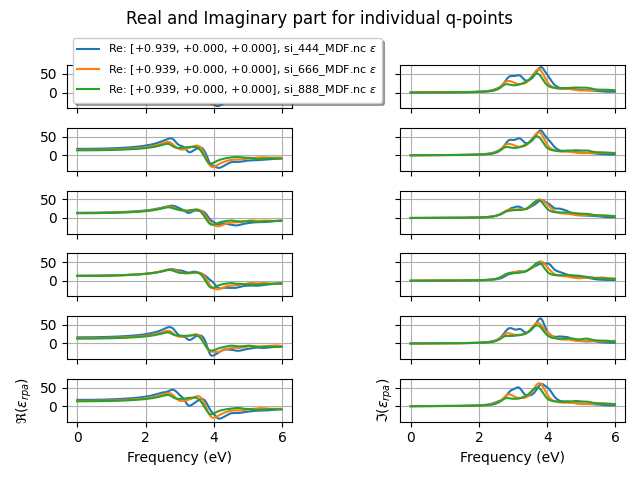 Real and Imaginary part for individual q-points
Re: [+0.939, +0.000, +0.000], si_444_MDF.nc ε
Re: [+0.939, +0.000, +0.000], si_666_MDF.nc ε
Re: [+0.939, +0.000, +0.000], si_888_MDF.nc ε
50
0
50
0
50
0
50
0
50
0
50
0
50
0
50
0
50
0
50
0
50
0
50
0
ℜ(ε_rpa)
ℑ(ε_rpa)
0 2 4 6
0 2 4 6
Frequency (eV)
Frequency (eV)